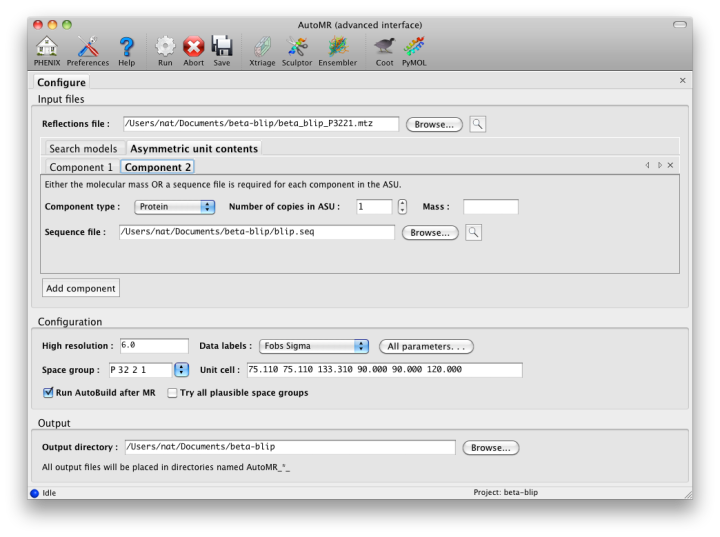 AutoMR (advanced interface)
PHENIX Preferences Help Run Abort Save Xtriage Sculptor Ensembler Coot PyMOL
Configure
Input files
Reflections file : /Users/nat/Documents/beta-blip/beta_blip_P3221.mtz Browse...
Search models Asymmetric unit contents
Component 1 Component 2
Either the molecular mass OR a sequence file is required for each component in the ASU.
Component type : Protein Number of copies in ASU : 1 Mass :
Sequence file : /Users/nat/Documents/beta-blip/blip.seq Browse...
Add component
Configuration
High resolution : 6.0 Data labels : Fobs Sigma All parameters. . .
Space group : P 32 2 1 Unit cell : 75.110 75.110 133.310 90.000 90.000 120.000
Run AutoBuild after MR Try all plausible space groups
Output
Output directory : /Users/nat/Documents/beta-blip Browse...
All output files will be placed in directories named AutoMR_*_
Idle Project: beta-blip